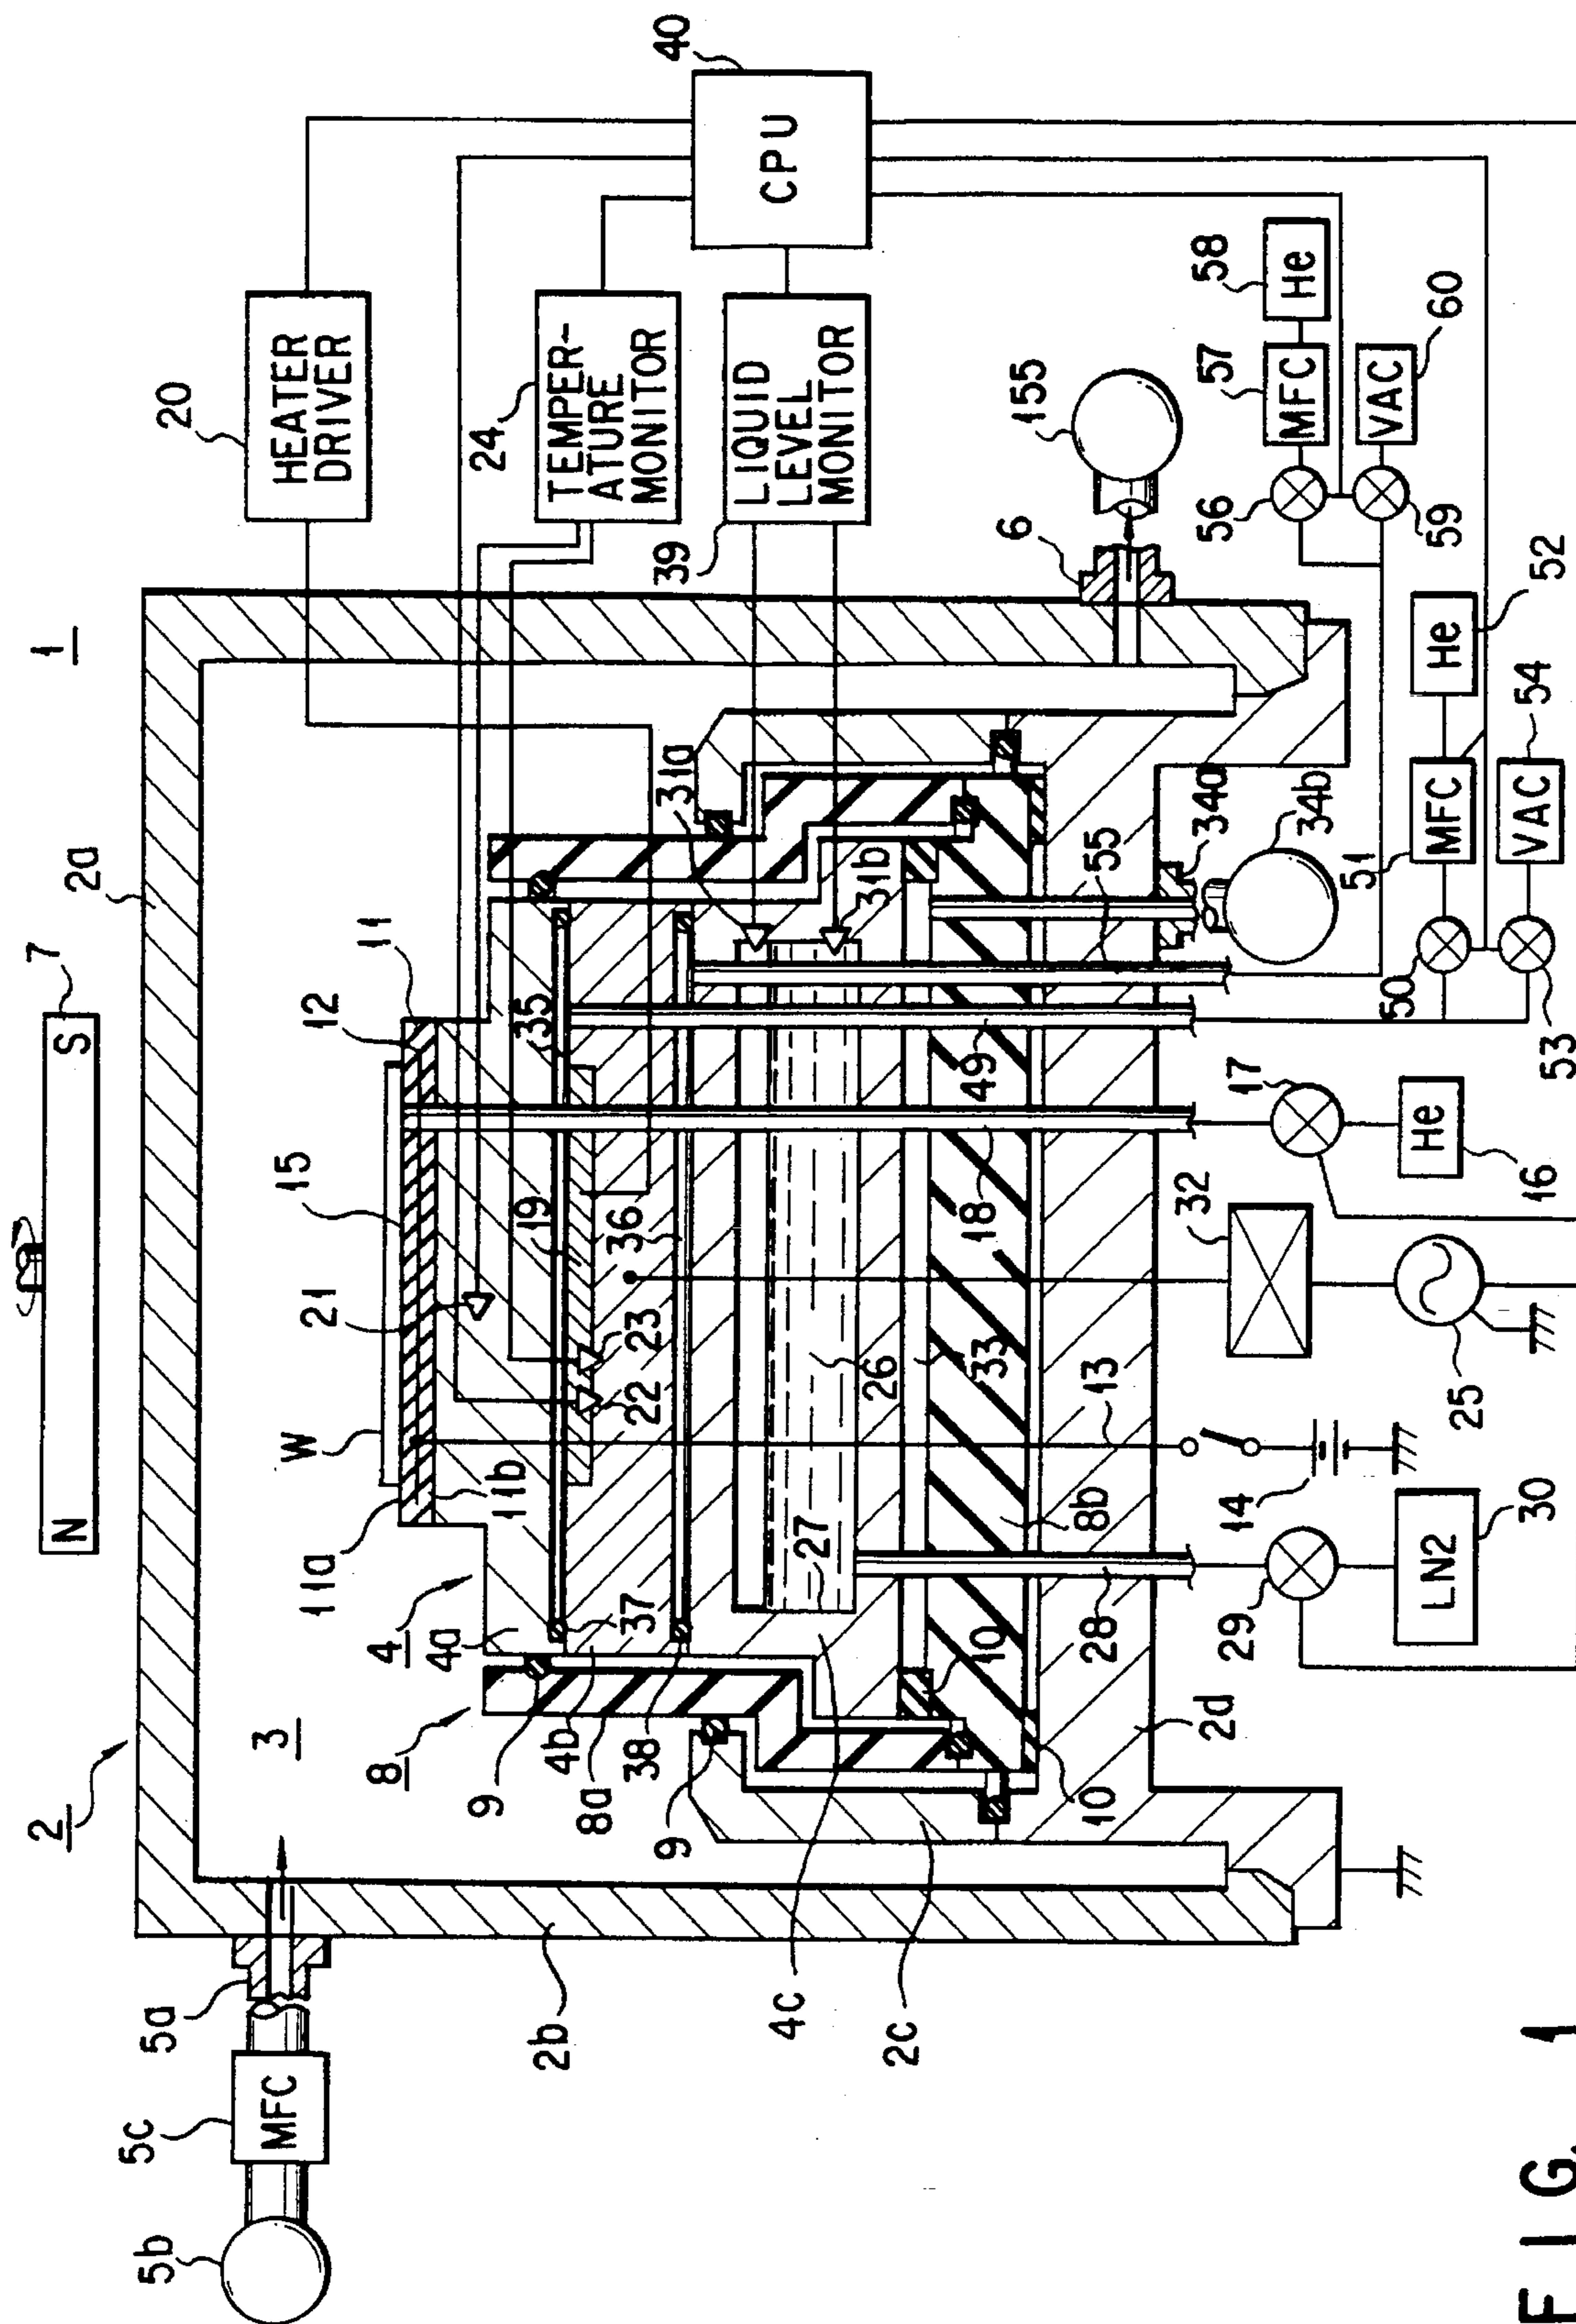 1
2
2a
7
N
S
20
HEATER
DRIVER
40
CPU
24
TEMPER-
ATURE
MONITOR
39
LIQUID
LEVEL
MONITOR
5b
5c
MFC
5a
3
W
11a
11b
21
15
12
11
4
4a
8
9
4b
8a
38
9
37
22
23
19
36
35
31a
31b
6
155
27
26
33
18
49
55
10
8b
10
2b
4c
2c
2d
28
29
LN2
30
14
13
25
32
17
He
16
34a
34b
50
51
MFC
He
52
53
VAC
54
56
57
MFC
58
He
59
VAC
60
FIG. 1